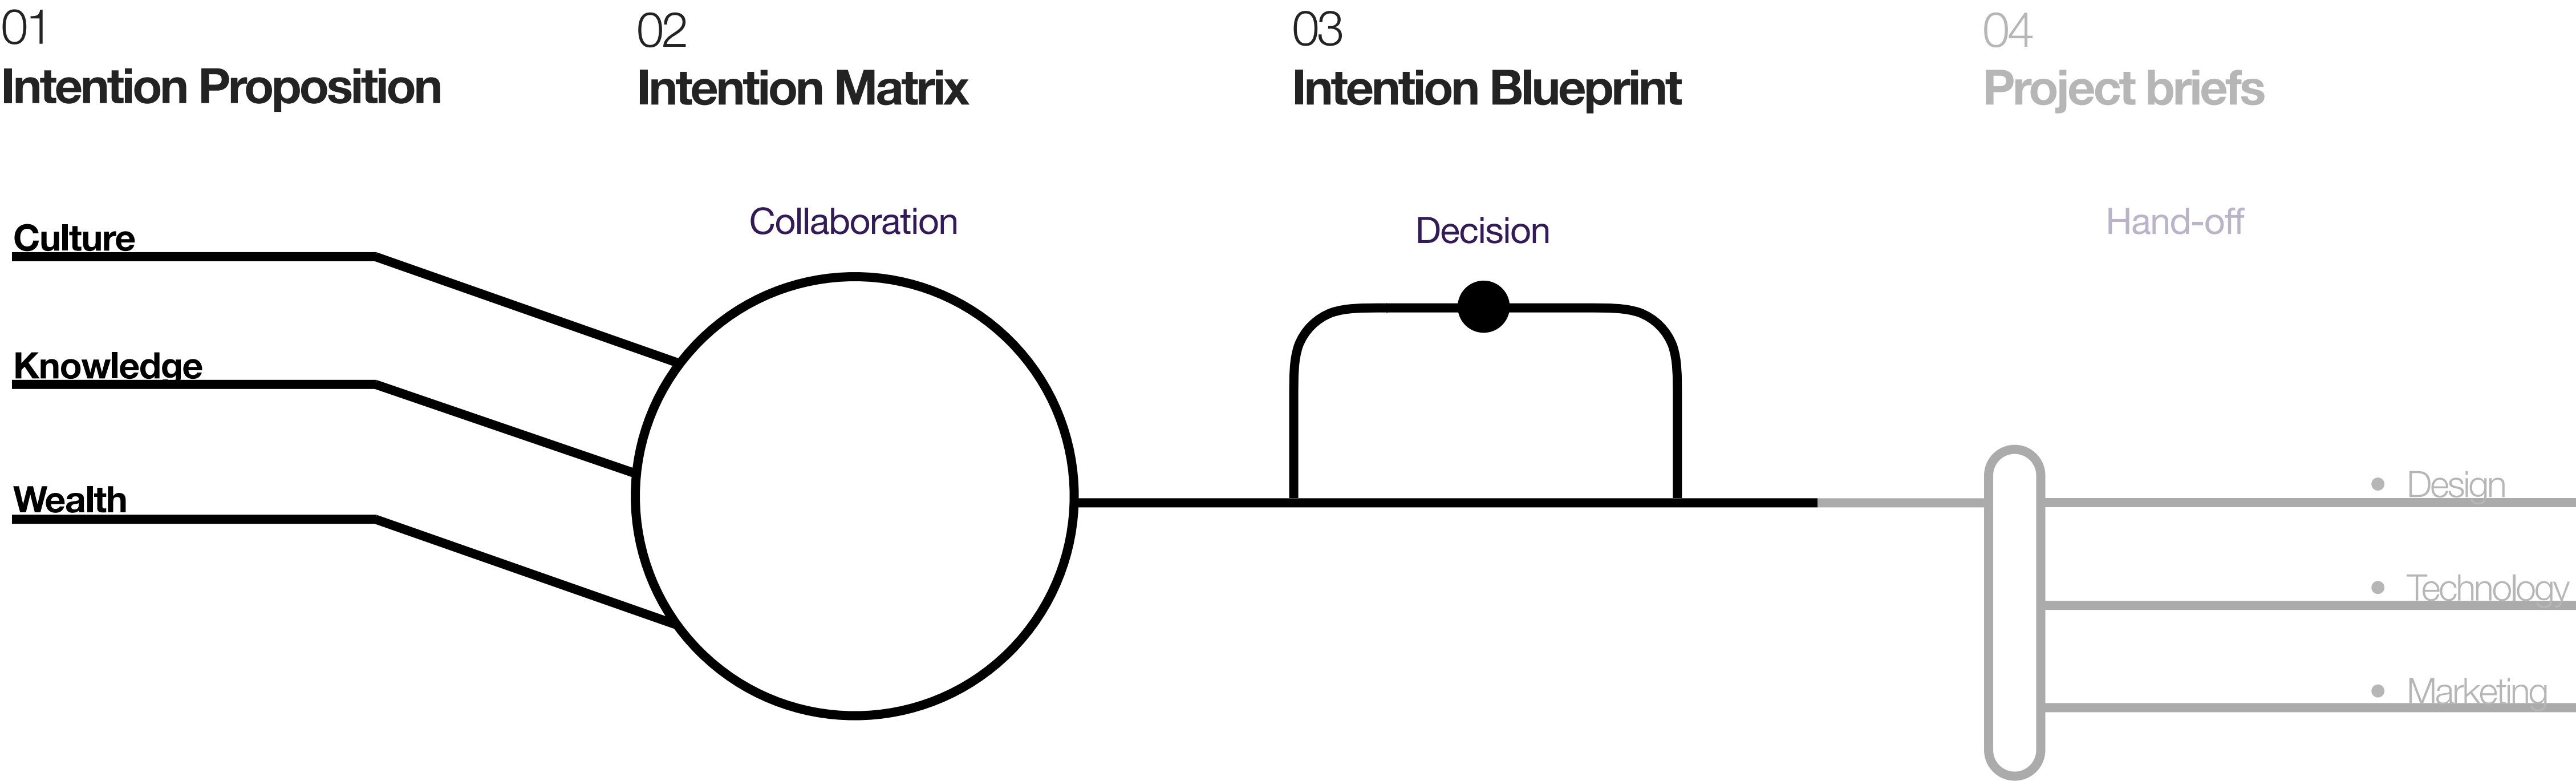 01
Intention Proposition
02
Intention Matrix
03
Intention Blueprint
04
Project briefs
Culture
Knowledge
Wealth
Collaboration
Decision
Hand-off
• Design
• Technology
• Marketing